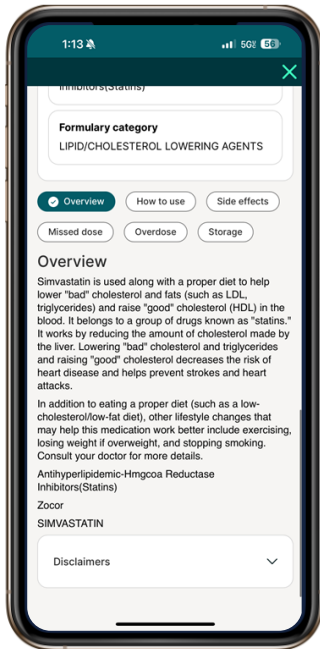 1:13
5GE 56
Inhibitors(Statins)
Formulary category
LIPID/CHOLESTEROL LOWERING AGENTS
Overview
How to use
Side effects
Missed dose
Overdose
Storage
Overview
Simvastatin is used along with a proper diet to help
lower "bad" cholesterol and fats (such as LDL,
triglycerides) and raise "good" cholesterol (HDL) in the
blood. It belongs to a group of drugs known as "statins."
It works by reducing the amount of cholesterol made by
the liver. Lowering "bad" cholesterol and triglycerides
and raising "good" cholesterol decreases the risk of
heart disease and helps prevent strokes and heart
attacks.
In addition to eating a proper diet (such as a low-
cholesterol/low-fat diet), other lifestyle changes that
may help this medication work better include exercising,
losing weight if overweight, and stopping smoking.
Consult your doctor for more details.
Antihyperlipidemic-Hmgcoa Reductase
Inhibitors(Statins)
Zocor
SIMVASTATIN
Disclaimers